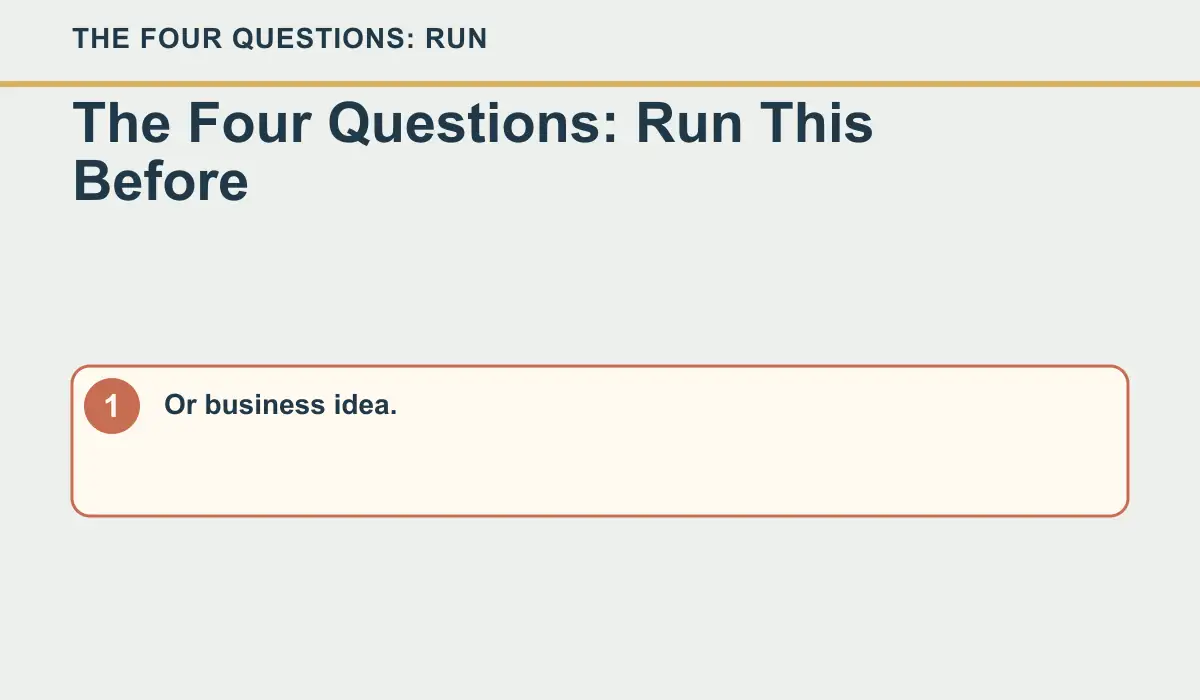 THE FOUR QUESTIONS: RUN
The Four Questions: Run This
Before
1 Or business idea.